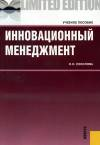 LIMITED EDITION
УЧЕБНОЕ ПОСОБИЕ
ИННОВАЦИОННЫЙ
МЕНЕДЖМЕНТ